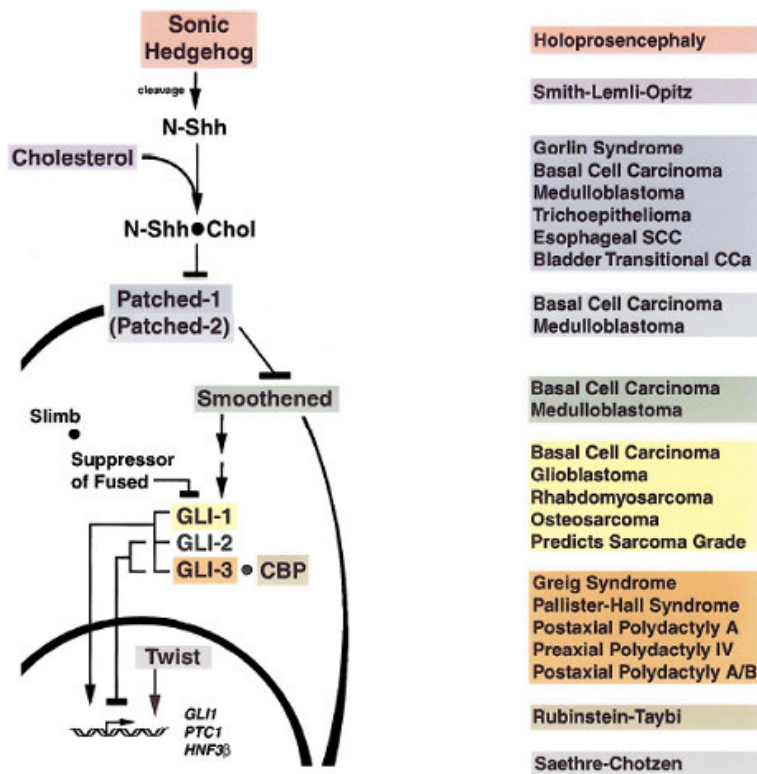 Sonic
Hedgehog
cleavage
N-Shh
Cholesterol
N-Shh●Chol
Patched-1
(Patched-2)
Smoothened
Slimb
Suppressor
of Fused
GLI-1
GLI-2
GLI-3 ● CBP
Twist
GLI1
PTC1
HNF3β
Holoprosencephaly
Smith-Lemli-Opitz
Gorlin Syndrome
Basal Cell Carcinoma
Medulloblastoma
Trichoepithelioma
Esophageal SCC
Bladder Transitional CCa
Basal Cell Carcinoma
Medulloblastoma
Basal Cell Carcinoma
Medulloblastoma
Basal Cell Carcinoma
Glioblastoma
Rhabdomyosarcoma
Osteosarcoma
Predicts Sarcoma Grade
Greig Syndrome
Pallister-Hall Syndrome
Postaxial Polydactyly A
Preaxial Polydactyly IV
Postaxial Polydactyly A/B
Rubinstein-Taybi
Saethre-Chotzen